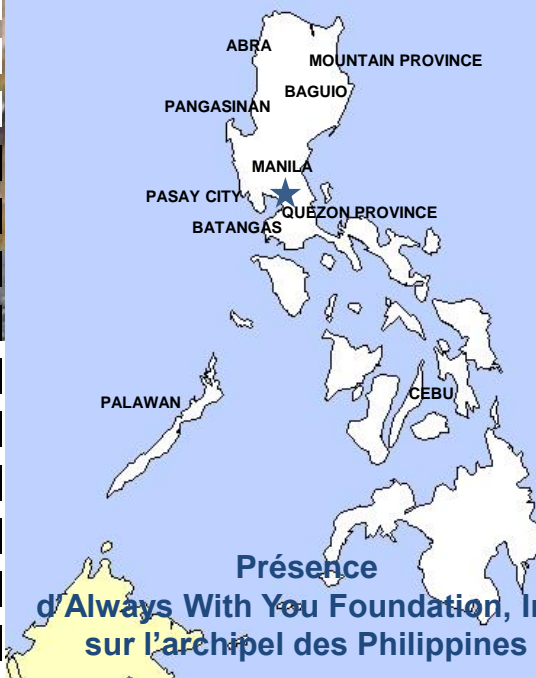 ABRA
MOUNTAIN PROVINCE
BAGUIO
PANGASINAN
MANILA
PASAY CITY
QUEZON PROVINCE
BATANGAS
CEBU
PALAWAN
Présence
d'Always With You Foundation, In
sur l'archipel des Philippines